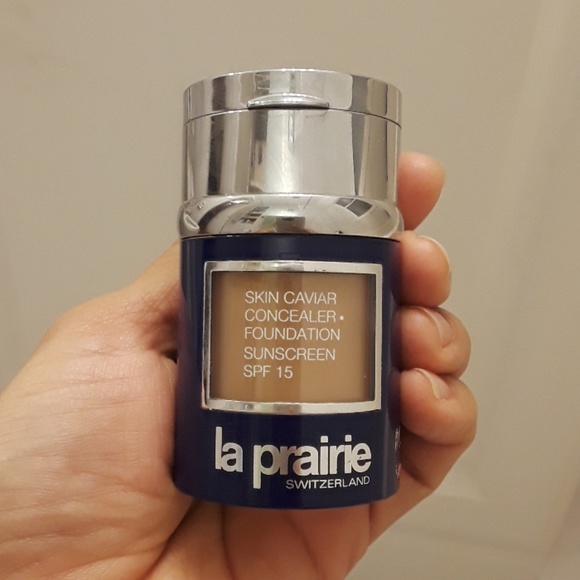 SKIN CAVIAR
CONCEALER •
FOUNDATION
SUNSCREEN
SPF 15
la prairie
SWITZERLAND